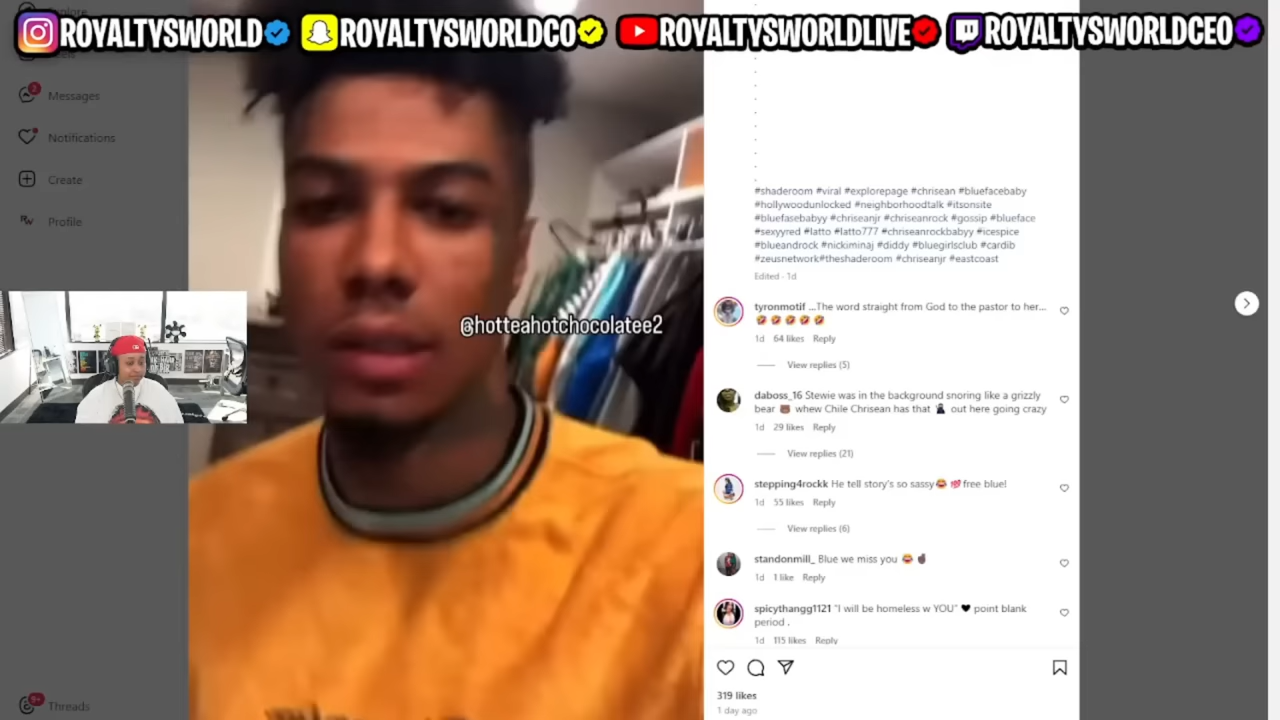 ROYALTYSWORLD
ROYALTYSWORLDCO
ROYALTYSWORLDLIVE
ROYALTYSWORLDCEO
2
Messages
Notifications
Create
Profile
9+
Threads
@hotteahotchocolatee2
#shaderoom #viral #explorepage #chrisean #bluefacebaby
#hollywoodunlocked #neighborhoodtalk #itsonsite
#bluefasebabyy #chriseanjr #chriseanrock #gossip #blueface
#sexyyred #latto #latto777 #chriseanrockbabyy #icespice
#blueandrock #nickiminaj #diddy #bluegirlsclub #cardib
#zeusnetwork#theshaderoom #chriseanjr #eastcoast
Edited · 1d
tyronmotif ...The word straight from God to the pastor to her...
🤣 🤣 🤣 🤣 🤣
1d 64 likes Reply
View replies (5)
daboss_16 Stewie was in the background snoring like a grizzly
bear 🐻 whew Chile Chrisean has that out here going crazy
1d 29 likes Reply
View replies (21)
stepping4rockk He tell story's so sassy😂 💯free blue!
1d 55 likes Reply
View replies (6)
standonmill_ Blue we miss you 😂
1d 1 like Reply
spicythangg1121 "I will be homeless w YOU" 🖤 point blank
period .
1d 115 likes Reply
319 likes
1 day ago